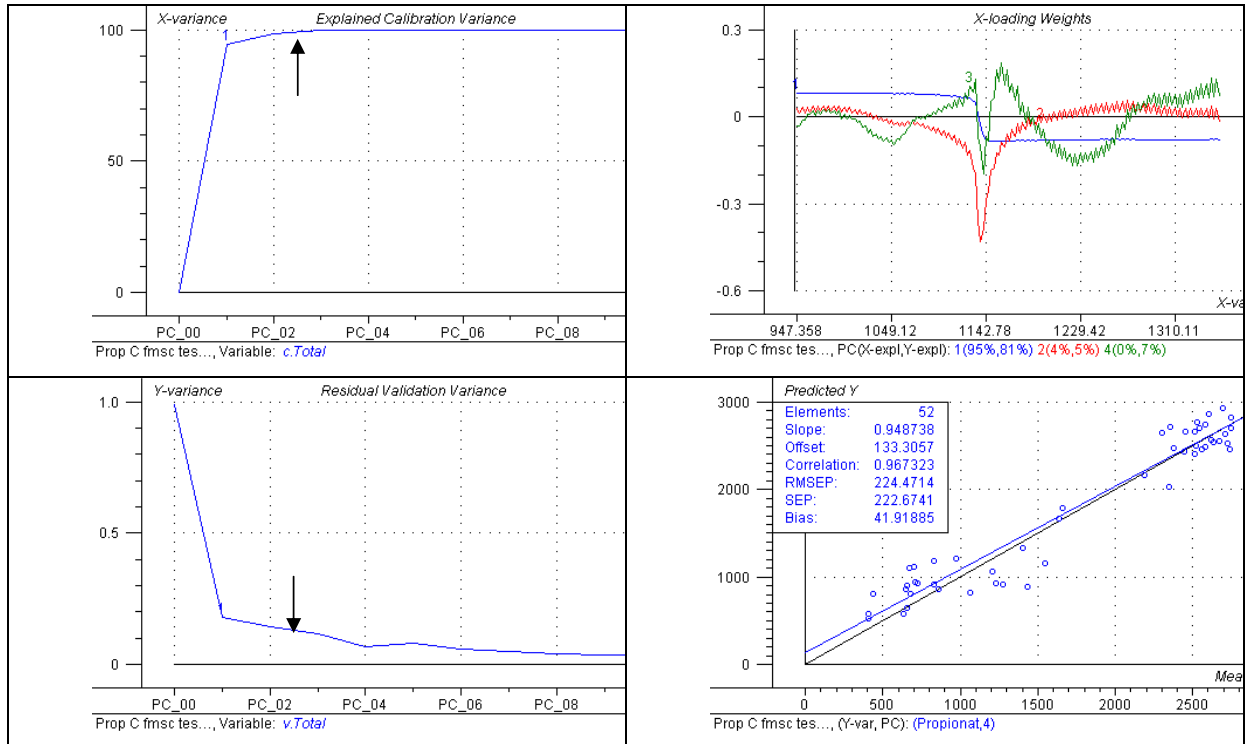 X-variance Explained Calibration Variance
100
50
0
PC_00 PC_02 PC_04 PC_06 PC_08
Prop C fmsc tes..., Variable: c.Total
X-loading Weights
0.3
0
-0.3
-0.6
3
2
X-va
947.358 1049.12 1142.78 1229.42 1310.11
Prop C fmsc tes..., PC(X-expl,Y-expl): 1(95%,81%) 2(4%,5%) 4(0%,7%)
Y-variance Residual Validation Variance
1.0
0.5
0
PC_00 PC_02 PC_04 PC_06 PC_08
Prop C fmsc tes..., Variable: v.Total
Predicted Y
3000
2000
1000
0
Elements: 52
Slope: 0.948738
Offset: 133.3057
Correlation: 0.967323
RMSEP: 224.4714
SEP: 222.6741
Bias: 41.91885
Mea
0 500 1000 1500 2000 2500
Prop C fmsc tes..., (Y-var, PC): (Propionat,4)